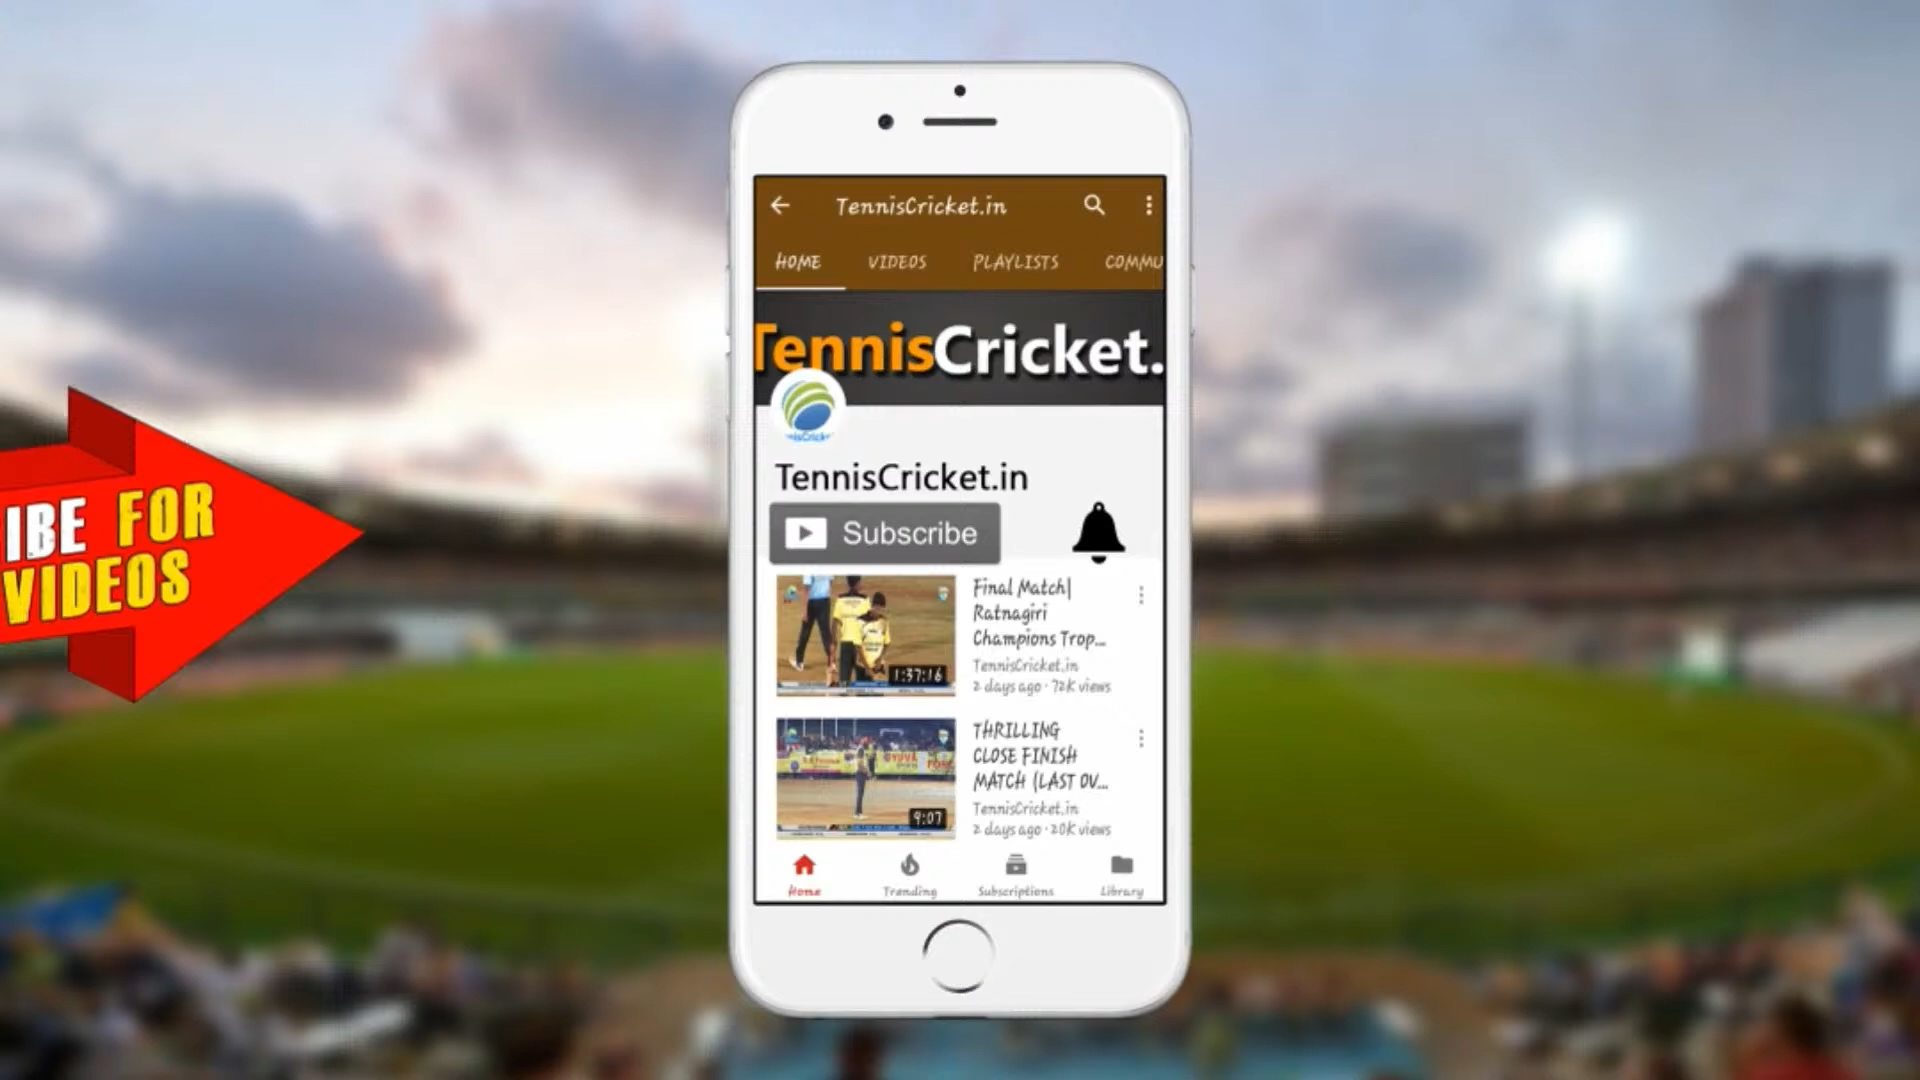 TennisCricket.in
HOME VIDEOS PLAYLISTS COMMU
TennisCricket.
TennisCricket.in
Subscribe
IBE FOR
VIDEOS
Final Match|
Ratnagiri
Champions Trop...
TennisCricket.in
2 days ago · 72K views
1:37:16
THRILLING
CLOSE FINISH
MATCH (LAST OV...
TennisCricket.in
2 days ago · 20K views
9:07
Home Trending Subscriptions Library